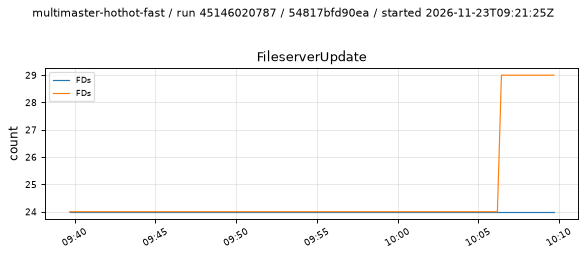 multimaster-hothot-fast / run 45146020787 / 54817bfd90ea / started 2026-11-23T09:21:25Z
FileserverUpdate
FDs
FDs
count
29
28
27
26
25
24
09:40
09:45
09:50
09:55
10:00
10:05
10:10